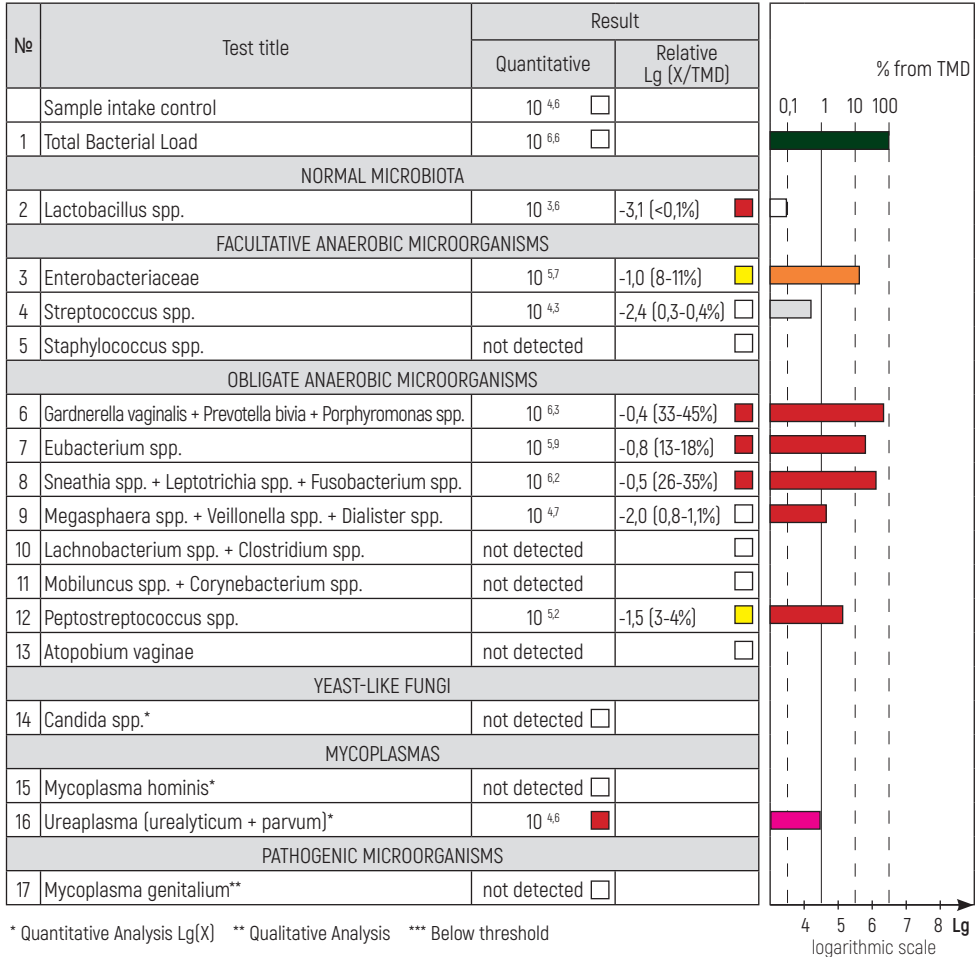 № Test title Result
Quantitative Relative Lg (X/TMD)
% from TMD
0,1 1 10 100
Sample intake control 10 4,6
1 Total Bacterial Load 10 6,6
NORMAL MICROBIOTA
2 Lactobacillus spp. 10 3,6 -3,1 (<0,1%)
FACULTATIVE ANAEROBIC MICROORGANISMS
3 Enterobacteriaceae 10 5,7 -1,0 (8-11%)
4 Streptococcus spp. 10 4,3 -2,4 (0,3-0,4%)
5 Staphylococcus spp. not detected
OBLIGATE ANAEROBIC MICROORGANISMS
6 Gardnerella vaginalis + Prevotella bivia + Porphyromonas spp. 10 6,3 -0,4 (33-45%)
7 Eubacterium spp. 10 5,9 -0,8 (13-18%)
8 Sneathia spp. + Leptotrichia spp. + Fusobacterium spp. 10 6,2 -0,5 (26-35%)
9 Megasphaera spp. + Veillonella spp. + Dialister spp. 10 4,7 -2,0 (0,8-1,1%)
10 Lachnobacterium spp. + Clostridium spp. not detected
11 Mobiluncus spp. + Corynebacterium spp. not detected
12 Peptostreptococcus spp. 10 5,2 -1,5 (3-4%)
13 Atopobium vaginae not detected
YEAST-LIKE FUNGI
14 Candida spp.* not detected
MYCOPLASMAS
15 Mycoplasma hominis* not detected
16 Ureaplasma (urealyticum + parvum)* 10 4,6
PATHOGENIC MICROORGANISMS
17 Mycoplasma genitalium** not detected
* Quantitative Analysis Lg(X) ** Qualitative Analysis *** Below threshold
4 5 6 7 8 Lg
logarithmic scale